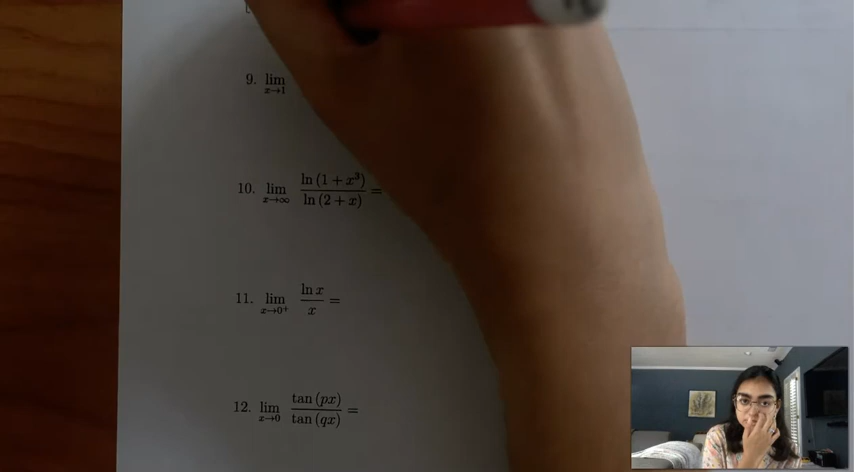 9. lim x→1
10. lim x→∞ ln (1 + x³) / ln (2 + x) =
11. lim x→0⁺ ln x / x =
12. lim x→0 tan (px) / tan (qx) =